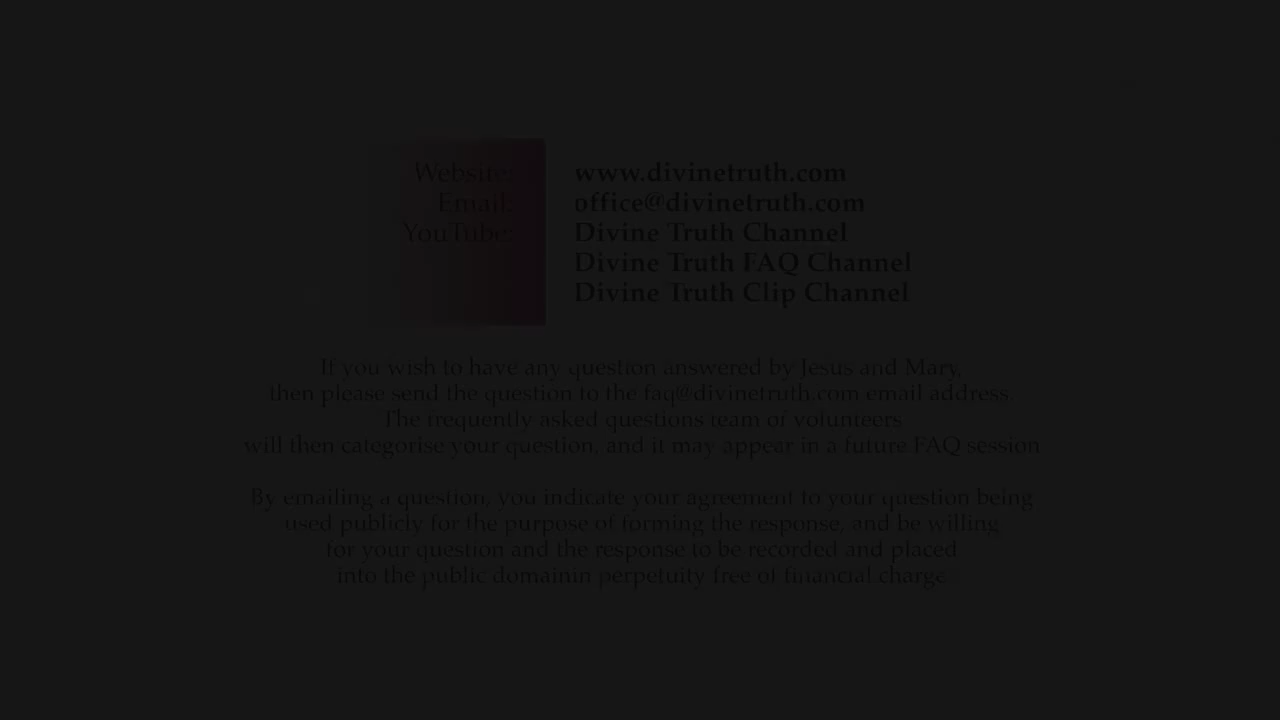 Website: www.divinetruth.com
Email: office@divinetruth.com
YouTube: Divine Truth Channel
Divine Truth FAQ Channel
Divine Truth Clip Channel
If you wish to have any question answered by Jesus and Mary,
then please send the question to the faq@divinetruth.com email address.
The frequently asked questions team of volunteers
will then categorise your question, and it may appear in a future FAQ session
By emailing a question, you indicate your agreement to your question being
used publicly for the purpose of forming the response, and be willing
for your question and the response to be recorded and placed
into the public domainin perpetuity free of financial charge